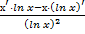 x'·ln x−x·(ln x)'
(ln x)²